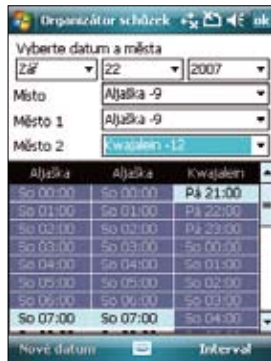 Organizátor schůzek ok
Vyberte datum a města
Zář 22 2007
Místo Aljaška -9
Město 1 Aljaška -9
Město 2 Kwajalein -12
Aljaška Aljaška Kwajalein
So 00:00 So 00:00 Pá 21:00
So 01:00 So 01:00 Pá 22:00
So 02:00 So 02:00 Pá 23:00
So 03:00 So 03:00 So 00:00
So 04:00 So 04:00 So 01:00
So 05:00 So 05:00 So 02:00
So 06:00 So 06:00 So 03:00
So 07:00 So 07:00 So 04:00
Nové datum Interval